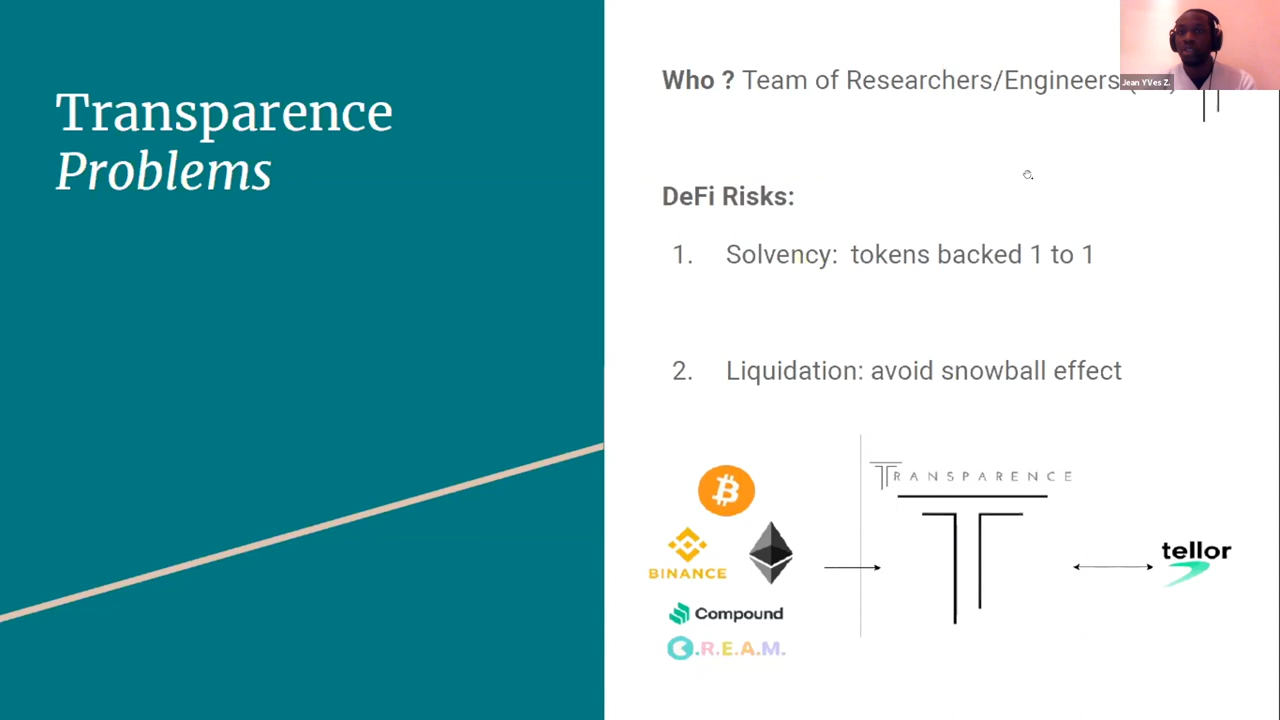 Transparence
Problems
Who ? Team of Researchers/Engineers
Jean YVes Z.
DeFi Risks:
1. Solvency: tokens backed 1 to 1
2. Liquidation: avoid snowball effect
TRANSPARENCE
BINANCE
tellor
Compound
C.R.E.A.M.